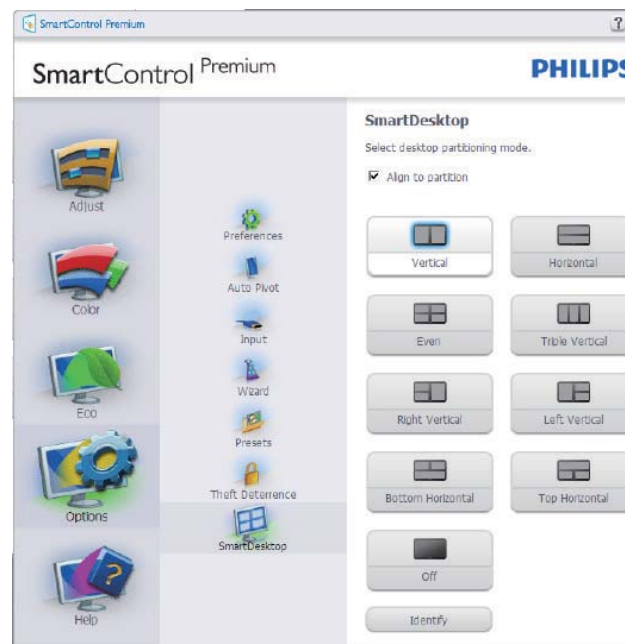 SmartControl Premium
?
SmartControl Premium
PHILIPS
SmartDesktop
Select desktop partitioning mode.
Align to partition
Adjust
Color
Eco
Options
Help
Preferences
Auto Pivot
Input
Wizard
Presets
Theft Deterrence
SmartDesktop
Vertical
Horizontal
Even
Triple Vertical
Right Vertical
Left Vertical
Bottom Horizontal
Top Horizontal
Off
Identify